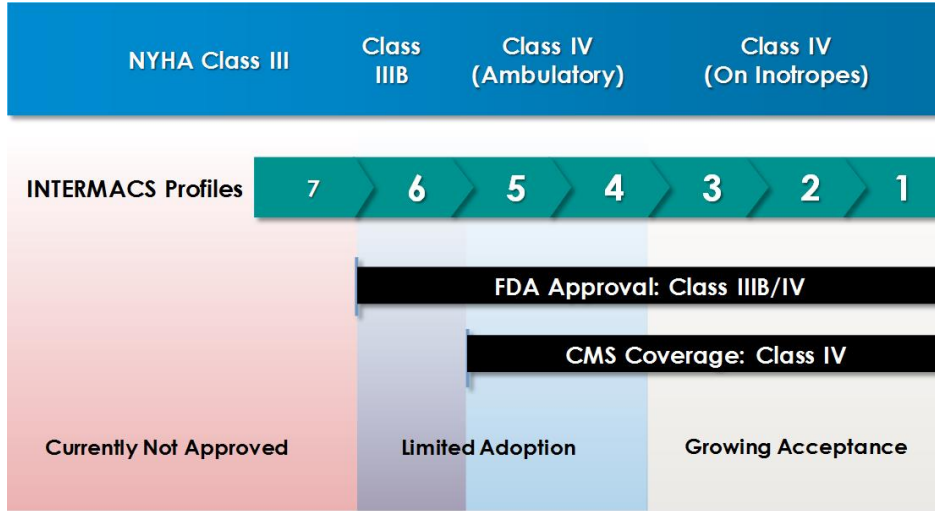 NYHA Class III
Class
IIIB
Class IV
(Ambulatory)
Class IV
(On Inotropes)
INTERMACS Profiles
7
6
5
4
3
2
1
FDA Approval: Class IIIB/IV
CMS Coverage: Class IV
Currently Not Approved
Limited Adoption
Growing Acceptance